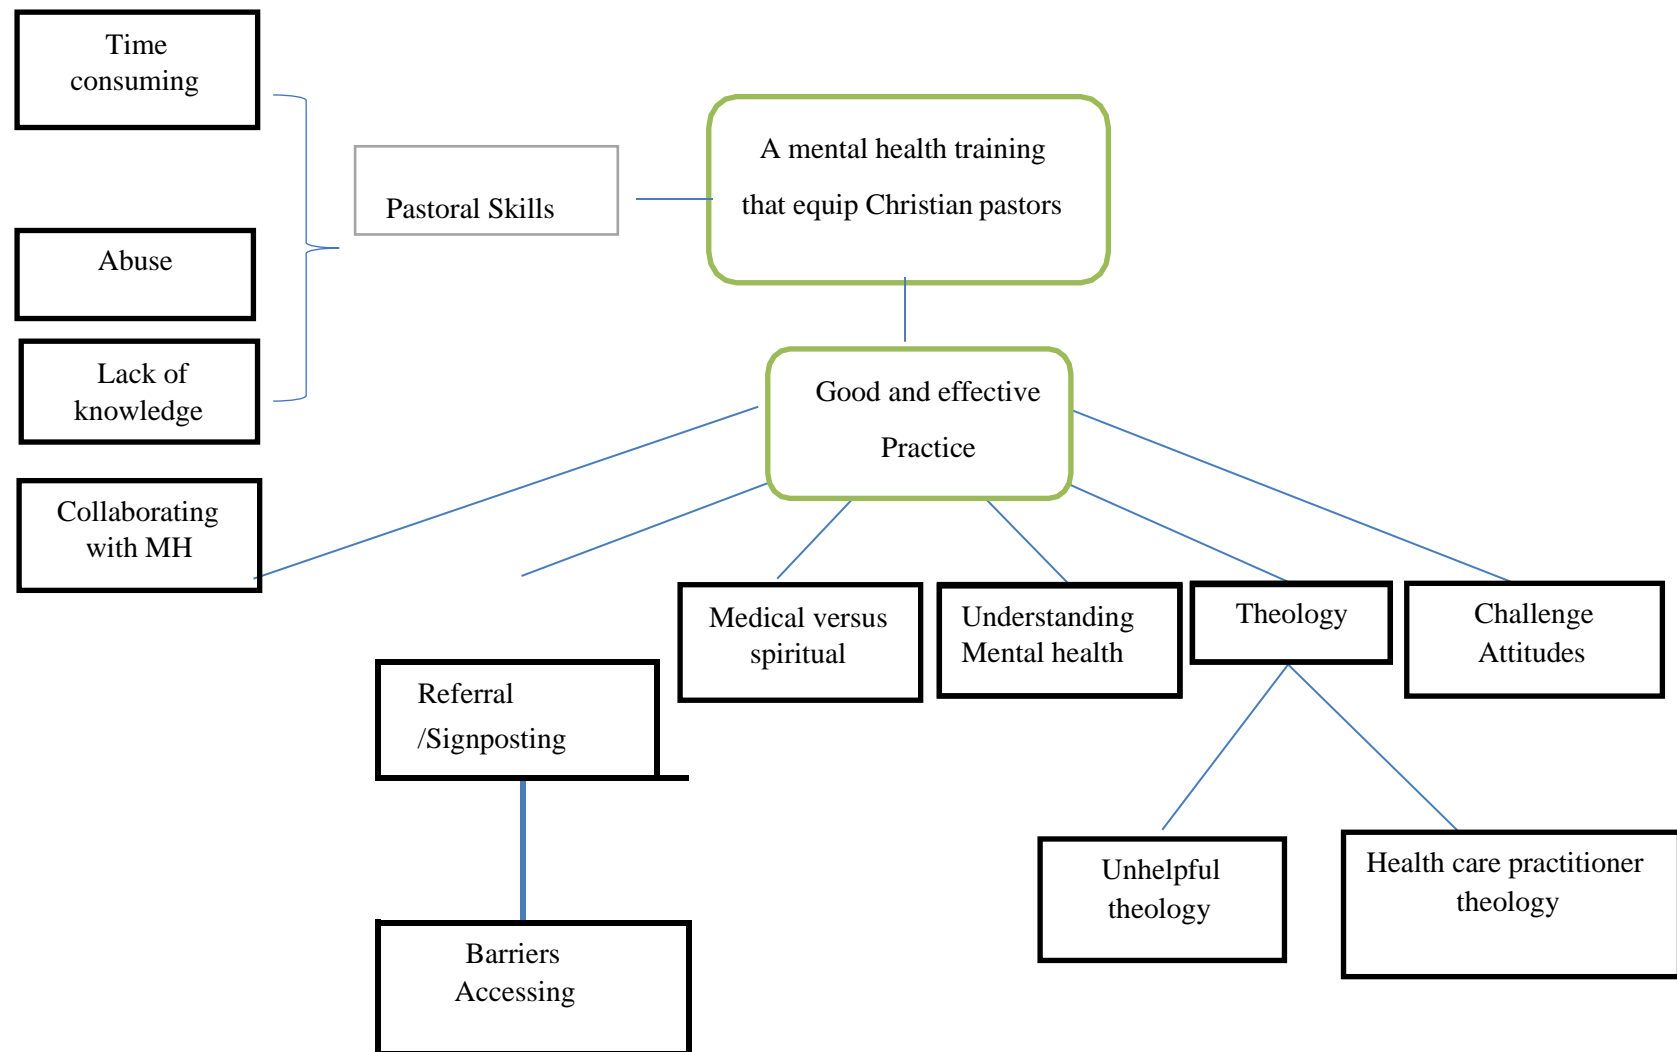 Time
consuming
A mental health training
that equip Christian pastors
Pastoral Skills
Abuse
Lack of
knowledge
Good and effective
Practice
Collaborating
with MH
Medical versus
spiritual
Understanding
Mental health
Theology
Challenge
Attitudes
Referral
/Signposting
Unhelpful
theology
Health care practitioner
theology
Barriers
Accessing